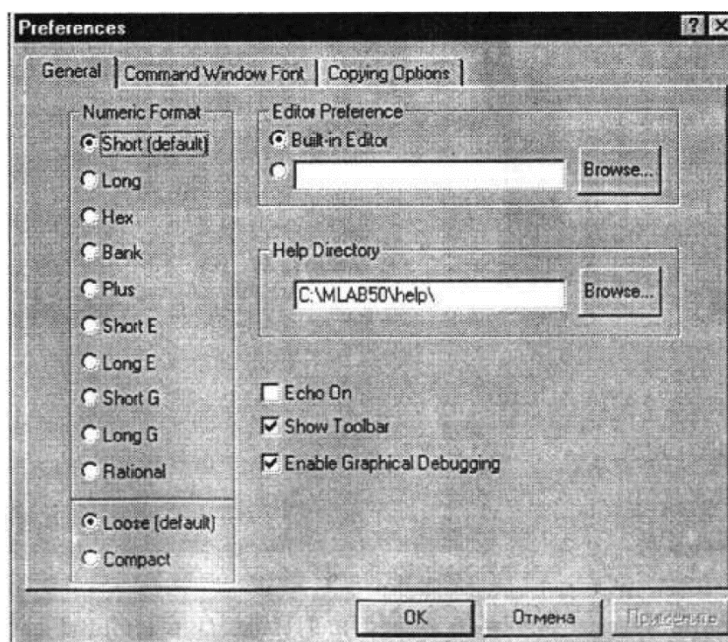 Preferences
General
Command Window Font
Copying Options
Numeric Format
Short (default)
Long
Hex
Bank
Plus
Short E
Long E
Short G
Long G
Rational
Loose (default)
Compact
Editor Preference
Built-in Editor
Browse...
Help Directory
C:\MLAB50\help\
Browse...
Echo On
Show Toolbar
Enable Graphical Debugging
OK
Отмена
Применить